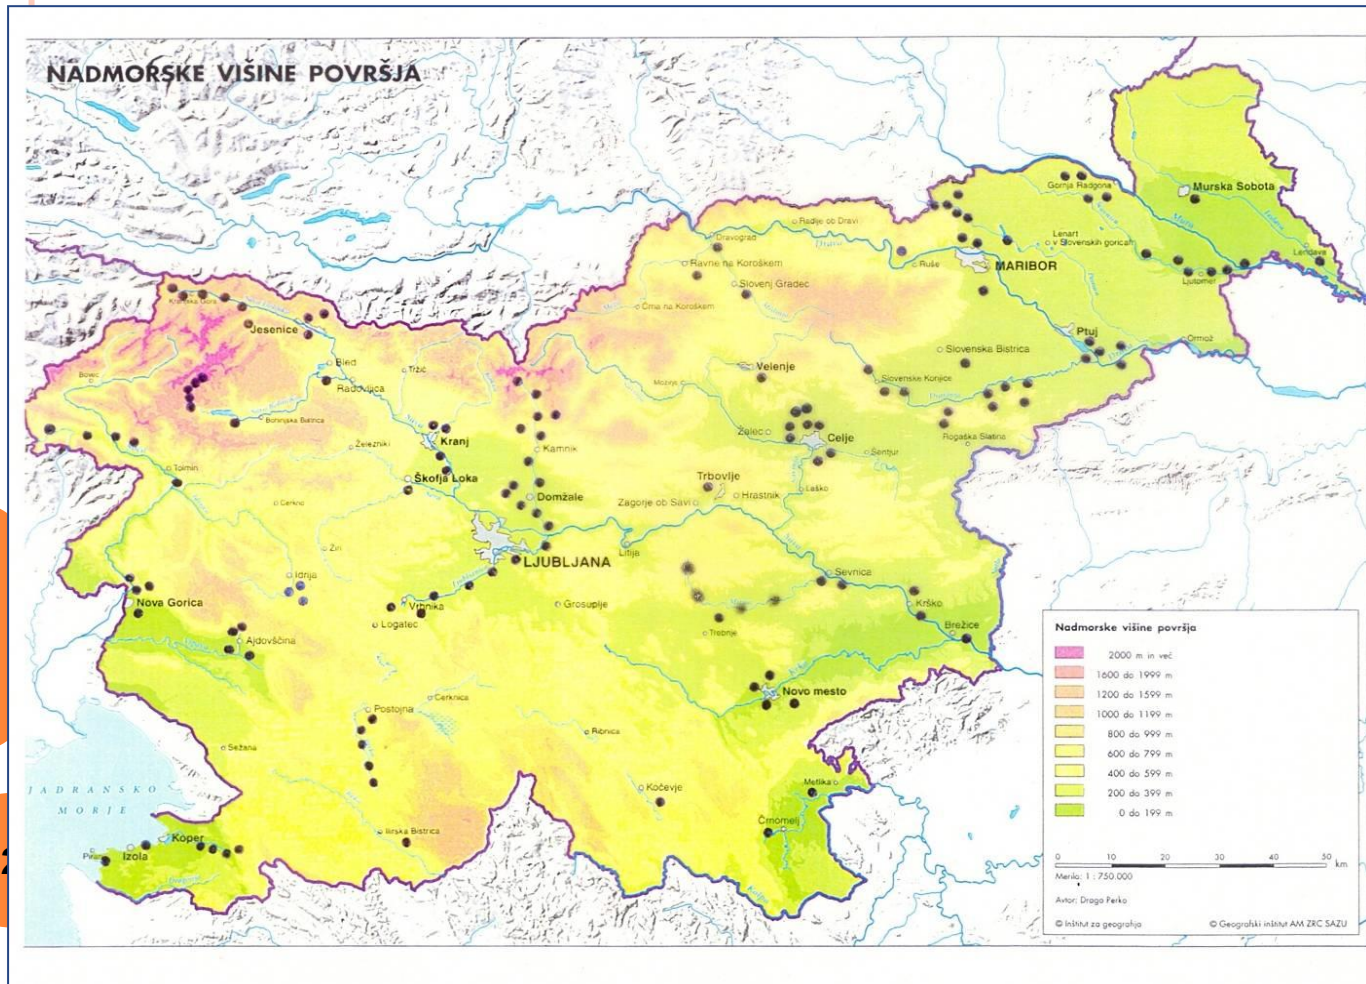 NADMORSKE VIŠINE POVRŠJA
Murska Sobota
Gornja Radgona
Mura
Lendava
Lenart
v Slovenskih goricah
Radlje ob Dravi
Dravograd
Drava
Ravne na Koroškem
Ruše
MARIBOR
Slovenj Gradec
Črna na Koroškem
Ljutomer
Kranjska Gora
Jesenice
Ptuj
Ormož
Bled
Tržič
Slovenska Bistrica
Bovec
Radovljica
Velenje
Mozirje
Slovenske Konjice
Bohinjska Bistrica
Železniki
Kranj
Kamnik
Žalec
Celje
Rogaška Slatina
Šentjur
Tolmin
Škofja Loka
Trbovlje
Domžale
Zagorje ob Savi
Hrastnik
Laško
Cerkno
Žiri
LJUBLJANA
Litija
Idrija
Sevnica
Nova Gorica
Vrhnika
Grosuplje
Krško
Logatec
Trebnje
Brežice
Ajdovščina
Krka
Novo mesto
Cerknica
Postojna
Ribnica
Sežana
JADRANSKO
MORJE
Kočevje
Metlika
Črnomelj
Ilirska Bistrica
Koper
Izola
Piran
Kolpa
Nadmorske višine površja
2000 m in več
1600 do 1999 m
1200 do 1599 m
1000 do 1199 m
800 do 999 m
600 do 799 m
400 do 599 m
200 do 399 m
0 do 199 m
0 10 20 30 40 50 km
Merilo: 1 : 750.000
Avtor: Drago Perko
© Inštitut za geografijo © Geografski inštitut AM ZRC SAZU
2